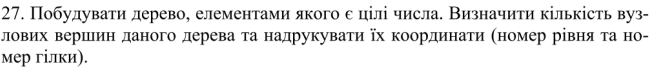 27. Побудувати дерево, елементами якого є цілі числа. Визначити кількість вуз-
лових вершин даного дерева та надрукувати їх координати (номер рівня та но-
мер гілки).